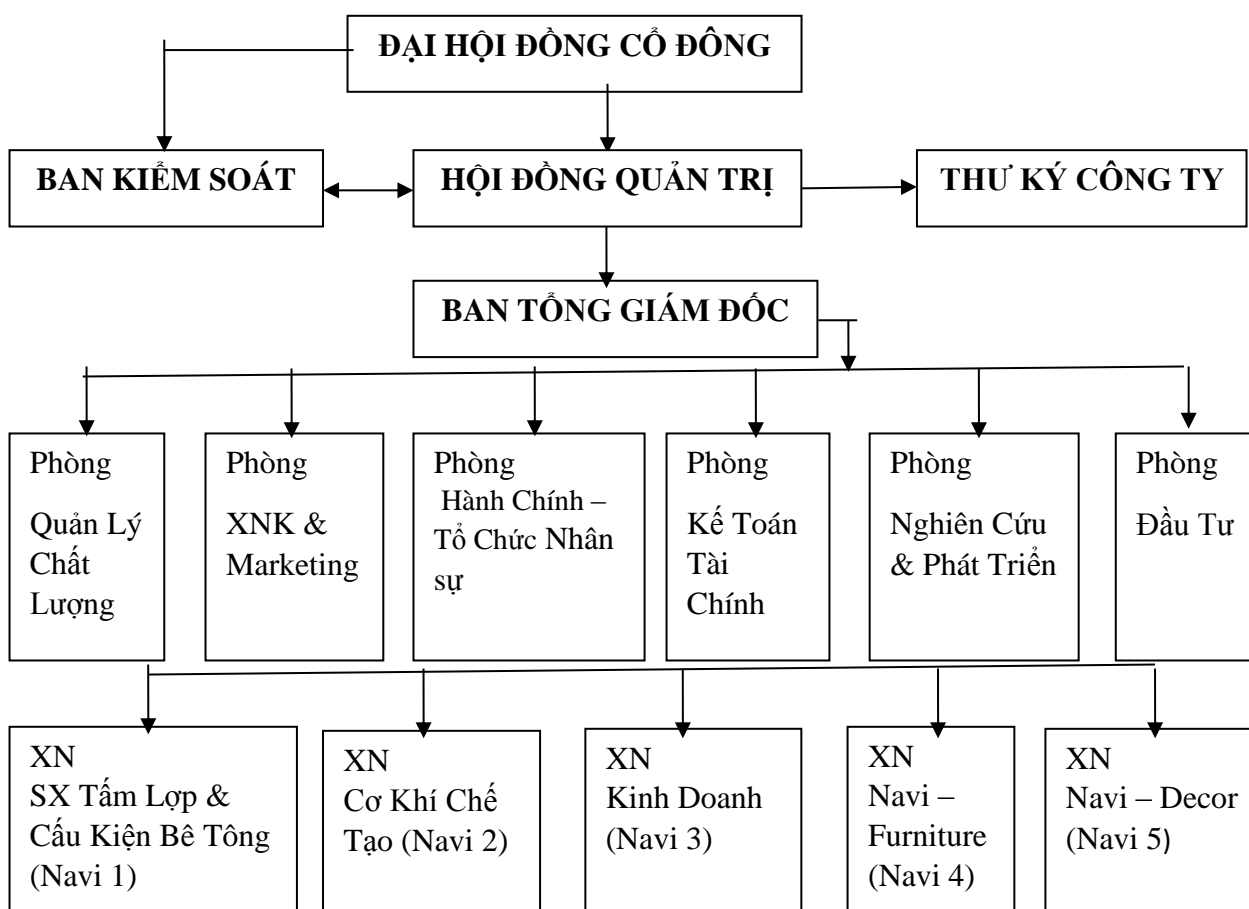 ĐẠI HỘI ĐỒNG CỔ ĐÔNG
BAN KIỂM SOÁT
HỘI ĐỒNG QUẢN TRỊ
THƯ KÝ CÔNG TY
BAN TỔNG GIÁM ĐỐC
Phòng
Quản Lý
Chất
Lượng
Phòng
XNK &
Marketing
Phòng
Hành Chính –
Tổ Chức Nhân
sự
Phòng
Kế Toán
Tài
Chính
Phòng
Nghiên Cứu
& Phát Triển
Phòng
Đầu Tư
XN
SX Tấm Lợp &
Cấu Kiện Bê Tông
(Navi 1)
XN
Cơ Khí Chế
Tạo (Navi 2)
XN
Kinh Doanh
(Navi 3)
XN
Navi –
Furniture
(Navi 4)
XN
Navi – Decor
(Navi 5)